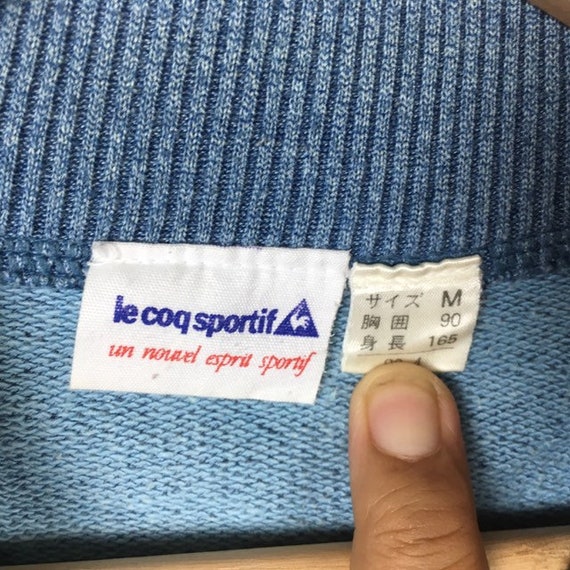 le coq sportif
un nouvel esprit sportif
サイズ M
胸囲 90
身長 165